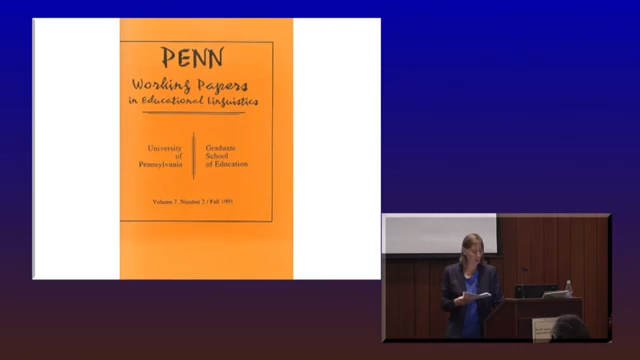 PENN
Working Papers
in Educational Linguistics
University
of
Pennsylvania
Graduate
School
of Education
Volume 7, Number 2 / Fall 1991